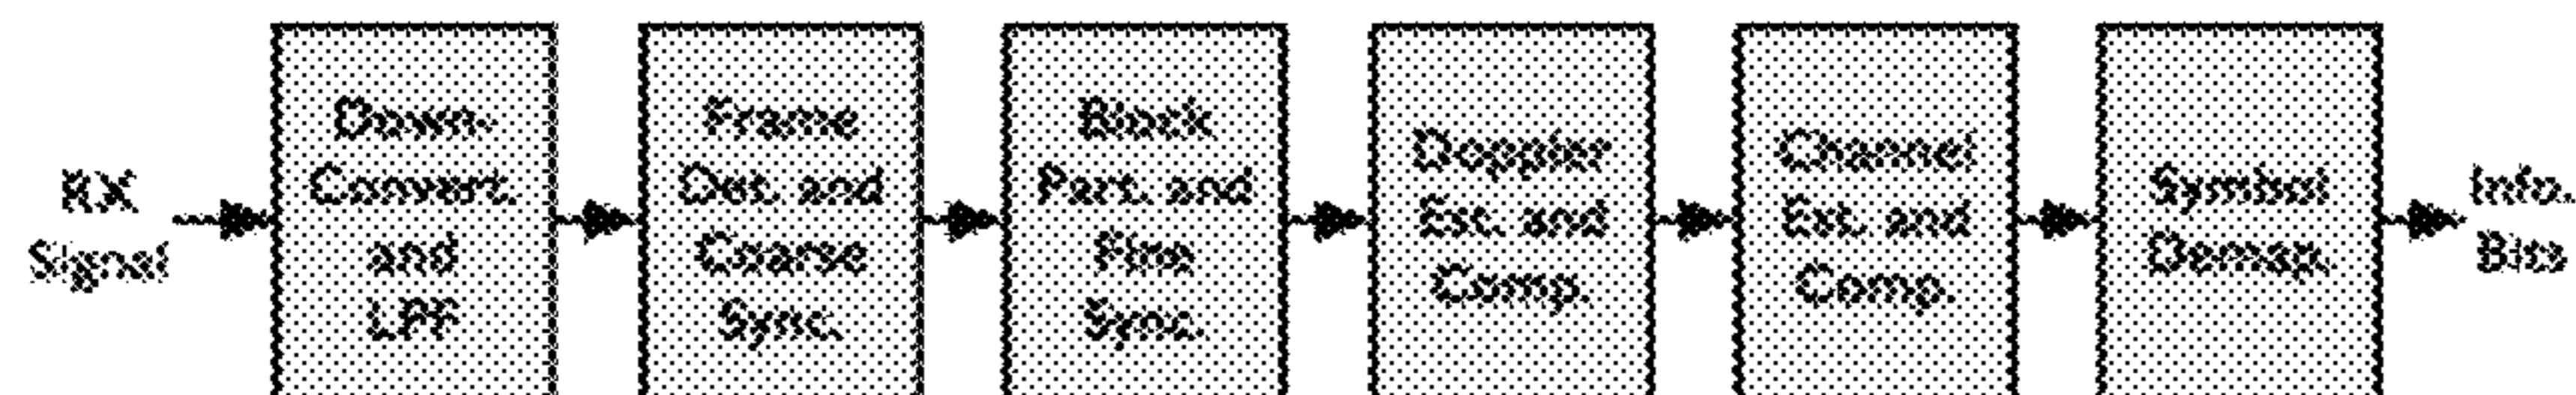 RX
Signal
Down-
Convert.
and
LPF
Frame
Det. and
Coarse
Sync.
Block
Part. and
Fine
Sync.
Doppler
Est. and
Comp.
Channel
Est. and
Comp.
Symbol
Demap.
Info.
Bits